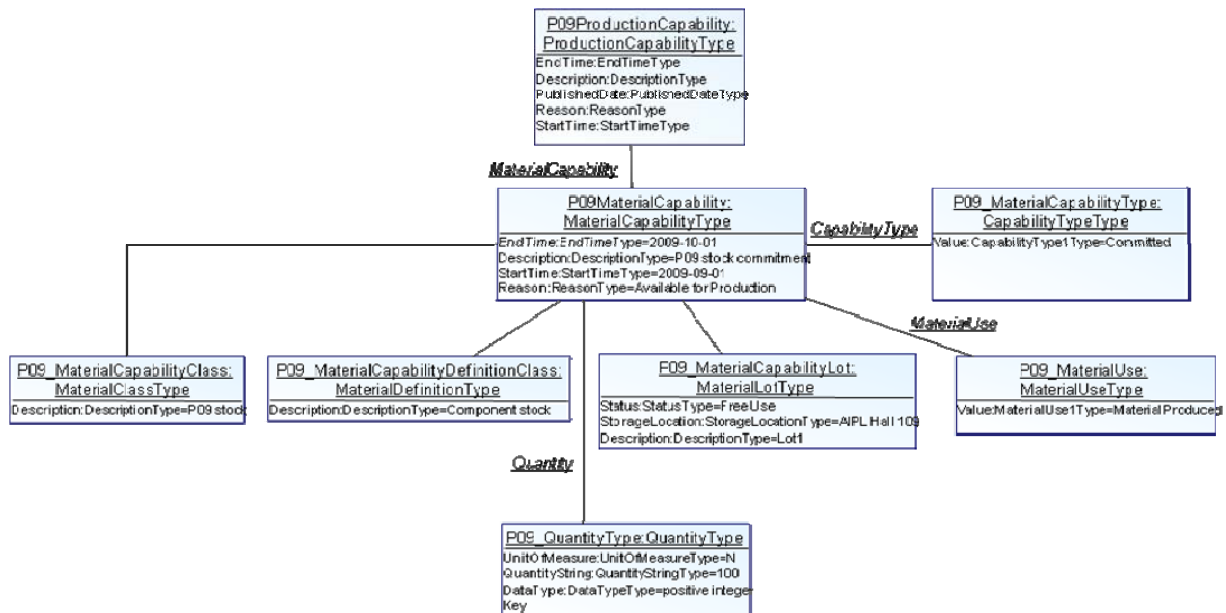 P09ProductionCapability:
ProductionCapabilityType
EndTime:EndTimeType
Description:DescriptionType
PublishedDate:PublishedDateType
Reason:ReasonType
StartTime:StartTimeType
MaterialCapability
P09MaterialCapability:
MaterialCapabilityType
EndTime:EndTimeType=2009-10-01
Description:DescriptionType=P09 stock commitment
StartTime:StartTimeType=2009-09-01
Reason:ReasonType=Available for Production
CapabilityType
P09_MaterialCapabilityType:
CapabilityTypeType
Value:CapabilityType1Type=Committed
MaterialUse
P09_MaterialCapabilityClass:
MaterialClassType
Description:DescriptionType=P09 stock
P09_MaterialCapabilityDefinitionClass:
MaterialDefinitionType
Description:DescriptionType=Component stock
P09_MaterialCapabilityLot:
MaterialLotType
Status:StatusType=FreeUse
StorageLocation:StorageLocationType=AIPL Hall 109
Description:DescriptionType=Lot1
P09_MaterialUse:
MaterialUseType
Value:MaterialUse1Type=Material Produced
Quantity
P09_QuantityType:QuantityType
UnitOfMeasure:UnitOfMeasureType=N
QuantityString:QuantityStringType=100
DataType:DataTypeType=positive integer
Key